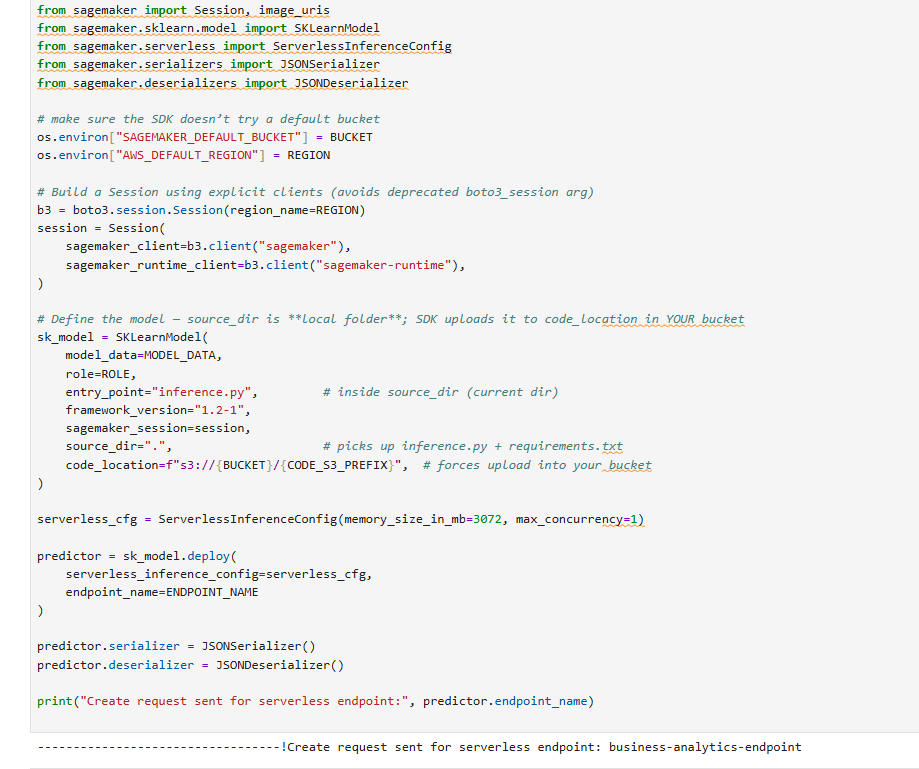 from sagemaker import Session, image_uris
from sagemaker.sklearn.model import SKLearnModel
from sagemaker.serverless import ServerlessInferenceConfig
from sagemaker.serializers import JSONSerializer
from sagemaker.deserializers import JSONDeserializer

# make sure the SDK doesn’t try a default bucket
os.environ["SAGEMAKER_DEFAULT_BUCKET"] = BUCKET
os.environ["AWS_DEFAULT_REGION"] = REGION

# Build a Session using explicit clients (avoids deprecated boto3_session arg)
b3 = boto3.session.Session(region_name=REGION)
session = Session(
    sagemaker_client=b3.client("sagemaker"),
    sagemaker_runtime_client=b3.client("sagemaker-runtime"),
)

# Define the model — source_dir is **local folder**; SDK uploads it to code_location in YOUR bucket
sk_model = SKLearnModel(
    model_data=MODEL_DATA,
    role=ROLE,
    entry_point="inference.py",         # inside source_dir (current dir)
    framework_version="1.2-1",
    sagemaker_session=session,
    source_dir=".",                     # picks up inference.py + requirements.txt
    code_location=f"s3://{BUCKET}/{CODE_S3_PREFIX}",  # forces upload into your bucket
)

serverless_cfg = ServerlessInferenceConfig(memory_size_in_mb=3072, max_concurrency=1)

predictor = sk_model.deploy(
    serverless_inference_config=serverless_cfg,
    endpoint_name=ENDPOINT_NAME
)

predictor.serializer = JSONSerializer()
predictor.deserializer = JSONDeserializer()

print("Create request sent for serverless endpoint:", predictor.endpoint_name)

----------------------------------!Create request sent for serverless endpoint: business-analytics-endpoint